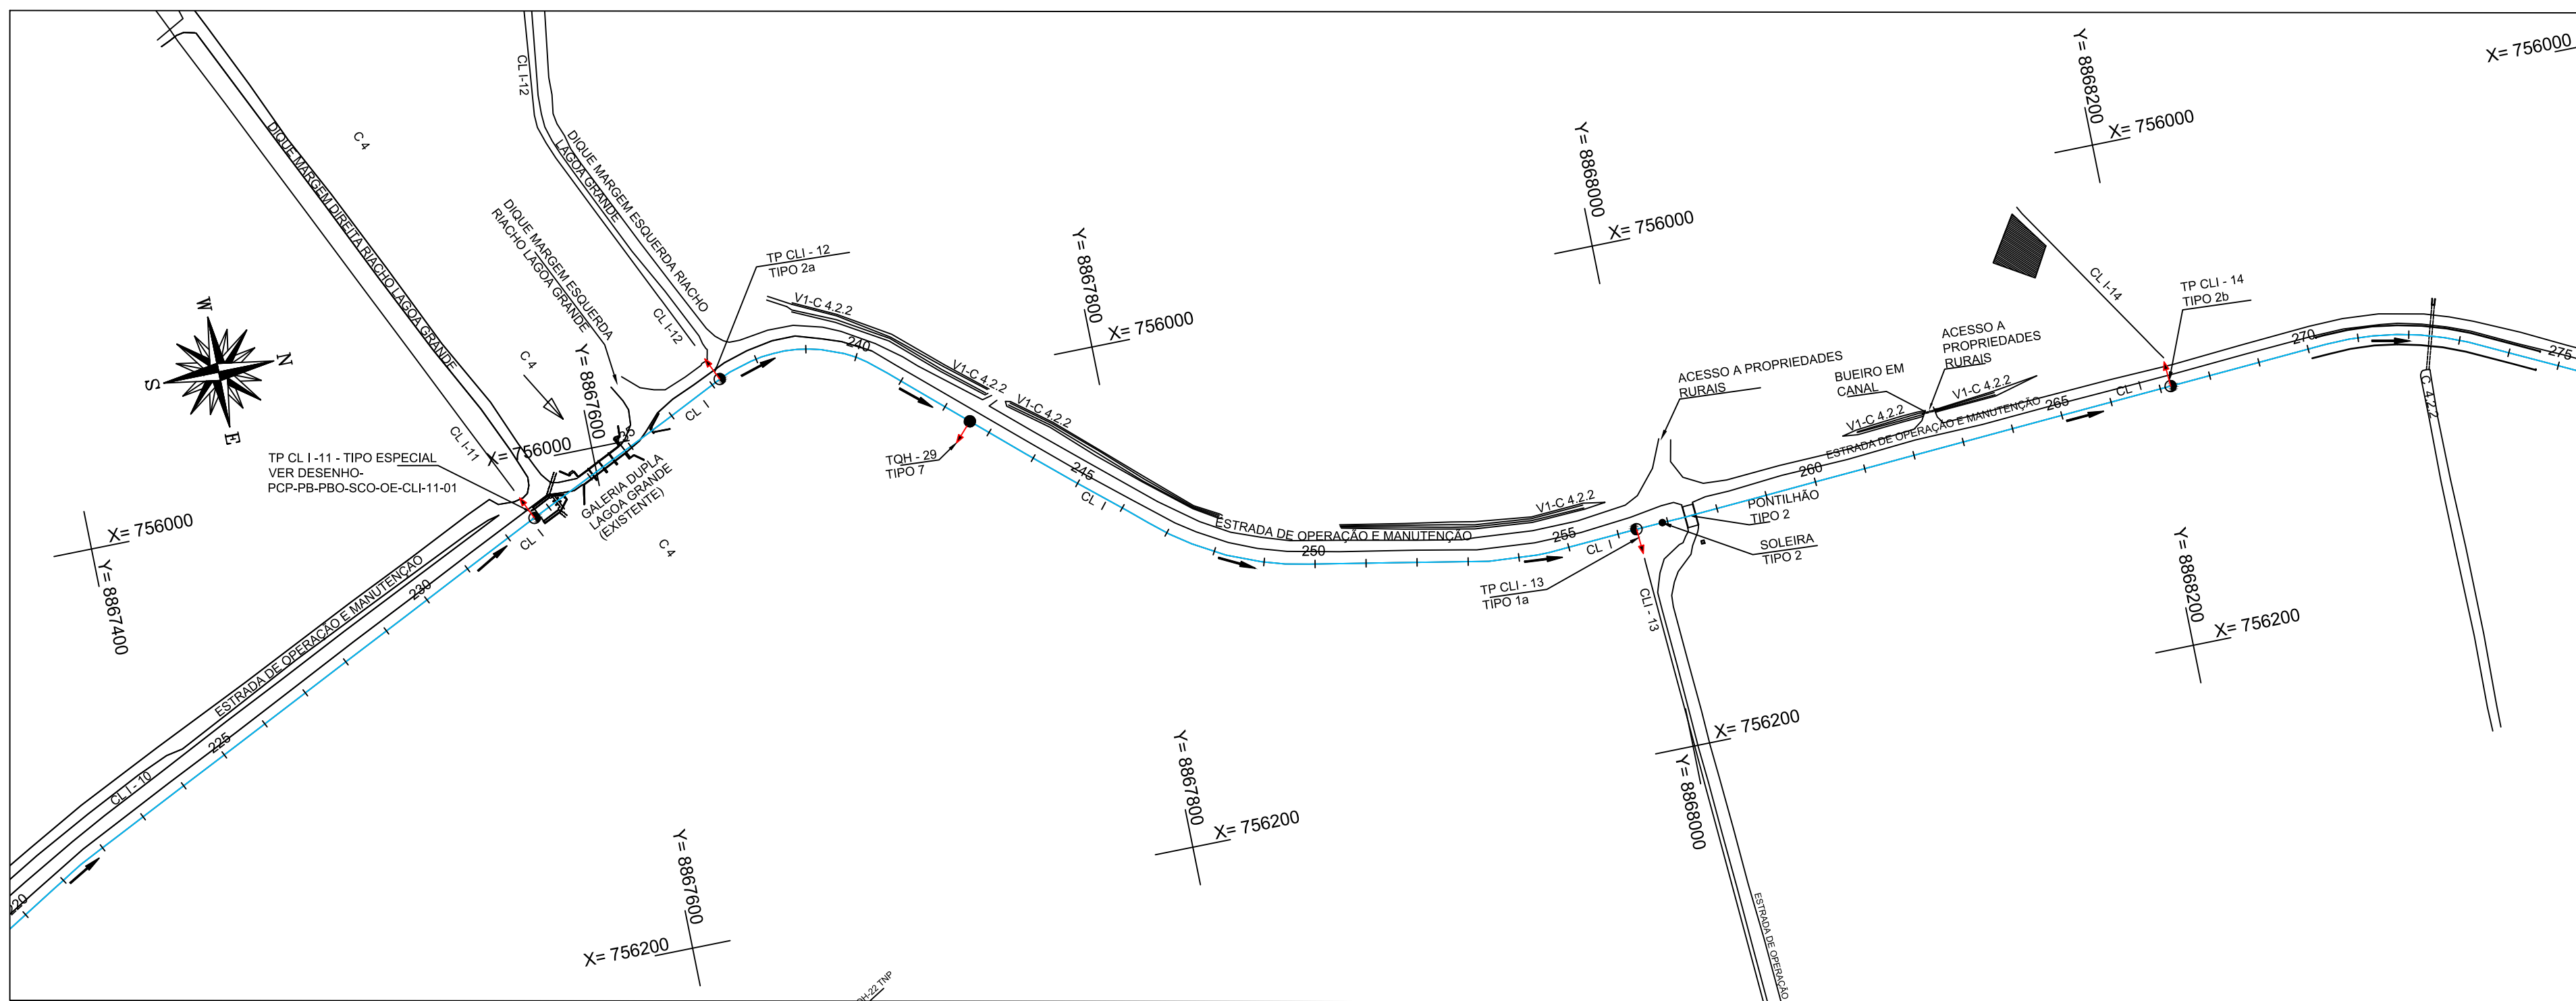 CL I-12
DIQUE MARGEM DIREITA RIACHO LAGOA GRANDE
C 4
DIQUE MARGEM ESQUERDA RIACHO
LAGOA GRANDE
DIQUE MARGEM ESQUERDA
RIACHO LAGOA GRANDE
CL I-12
TP CLI - 12
TIPO 2a
V1-C 4.2.2
240
V1-C 4.2.2
V1-C 4.2.2
Y= 8867800
X= 756000
Y= 8868000
X= 756000
Y= 8868200
X= 756000
X= 756000
W
N
S
E
C 4
Y= 8867600
X= 756000
CL I-11
CL I
TP CL I -11 - TIPO ESPECIAL
VER DESENHO-
PCP-PB-PBO-SCO-OE-CLI-11-01
GALERIA DUPLA
LAGOA GRANDE
(EXISTENTE)
CL I
C 4
X= 756000
Y= 8867400
ESTRADA DE OPERAÇÃO E MANUTENÇÃO
230
225
CL I - 10
220
TQH - 29
TIPO 7
245
CL I
ESTRADA DE OPERAÇÃO E MANUTENÇÃO
250
V1-C 4.2.2
255
CL I
TP CLI - 13
TIPO 1a
CLI - 13
ACESSO A PROPRIEDADES
RURAIS
PONTILHÃO
TIPO 2
SOLEIRA
TIPO 2
260
ESTRADA DE OPERAÇÃO E MANUTENÇÃO
BUEIRO EM
CANAL
V1-C 4.2.2
ACESSO A
PROPRIEDADES
RURAIS
V1-C 4.2.2
265
CL I
CL I-14
TP CLI - 14
TIPO 2b
270
275
C 4.2.2
Y= 8868200
X= 756200
X= 756200
Y= 8868000
Y= 8867800
X= 756200
Y= 8867600
X= 756200
ESTRADA DE OPERAÇÃO